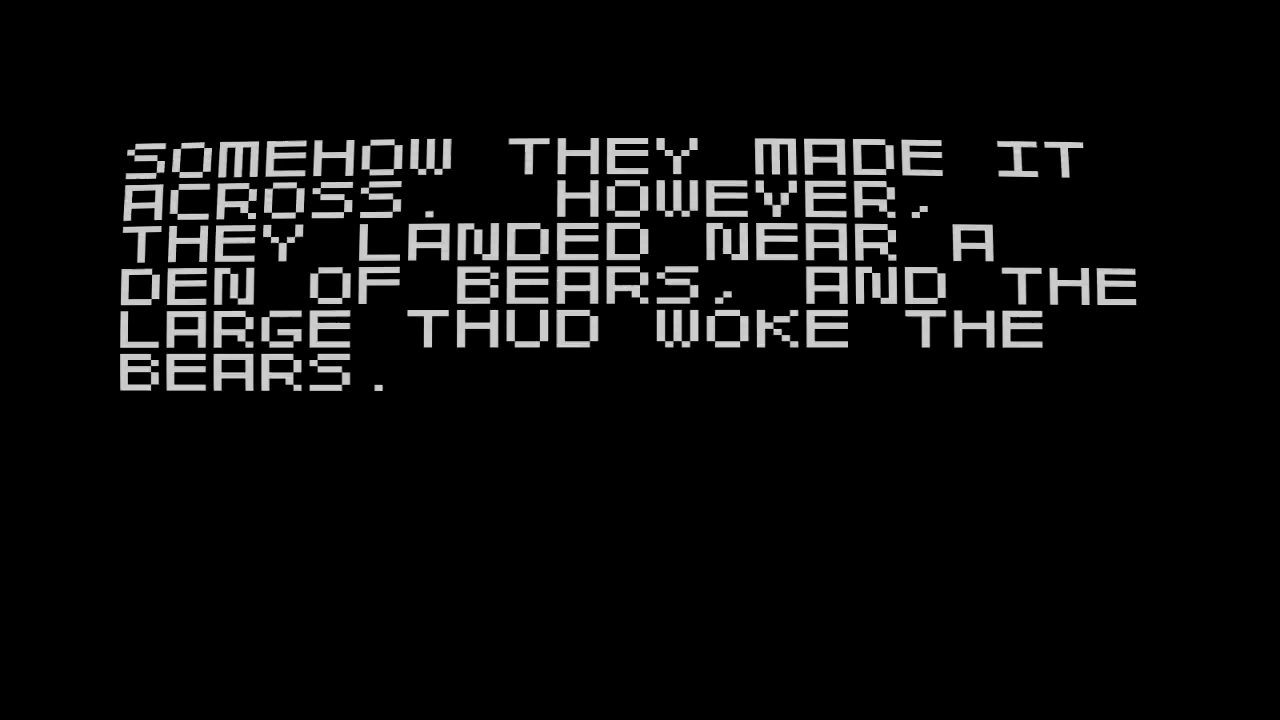 SOMEHOW THEY MADE IT
ACROSS.  HOWEVER,
THEY LANDED NEAR A
DEN OF BEARS, AND THE
LARGE THUD WOKE THE
BEARS.